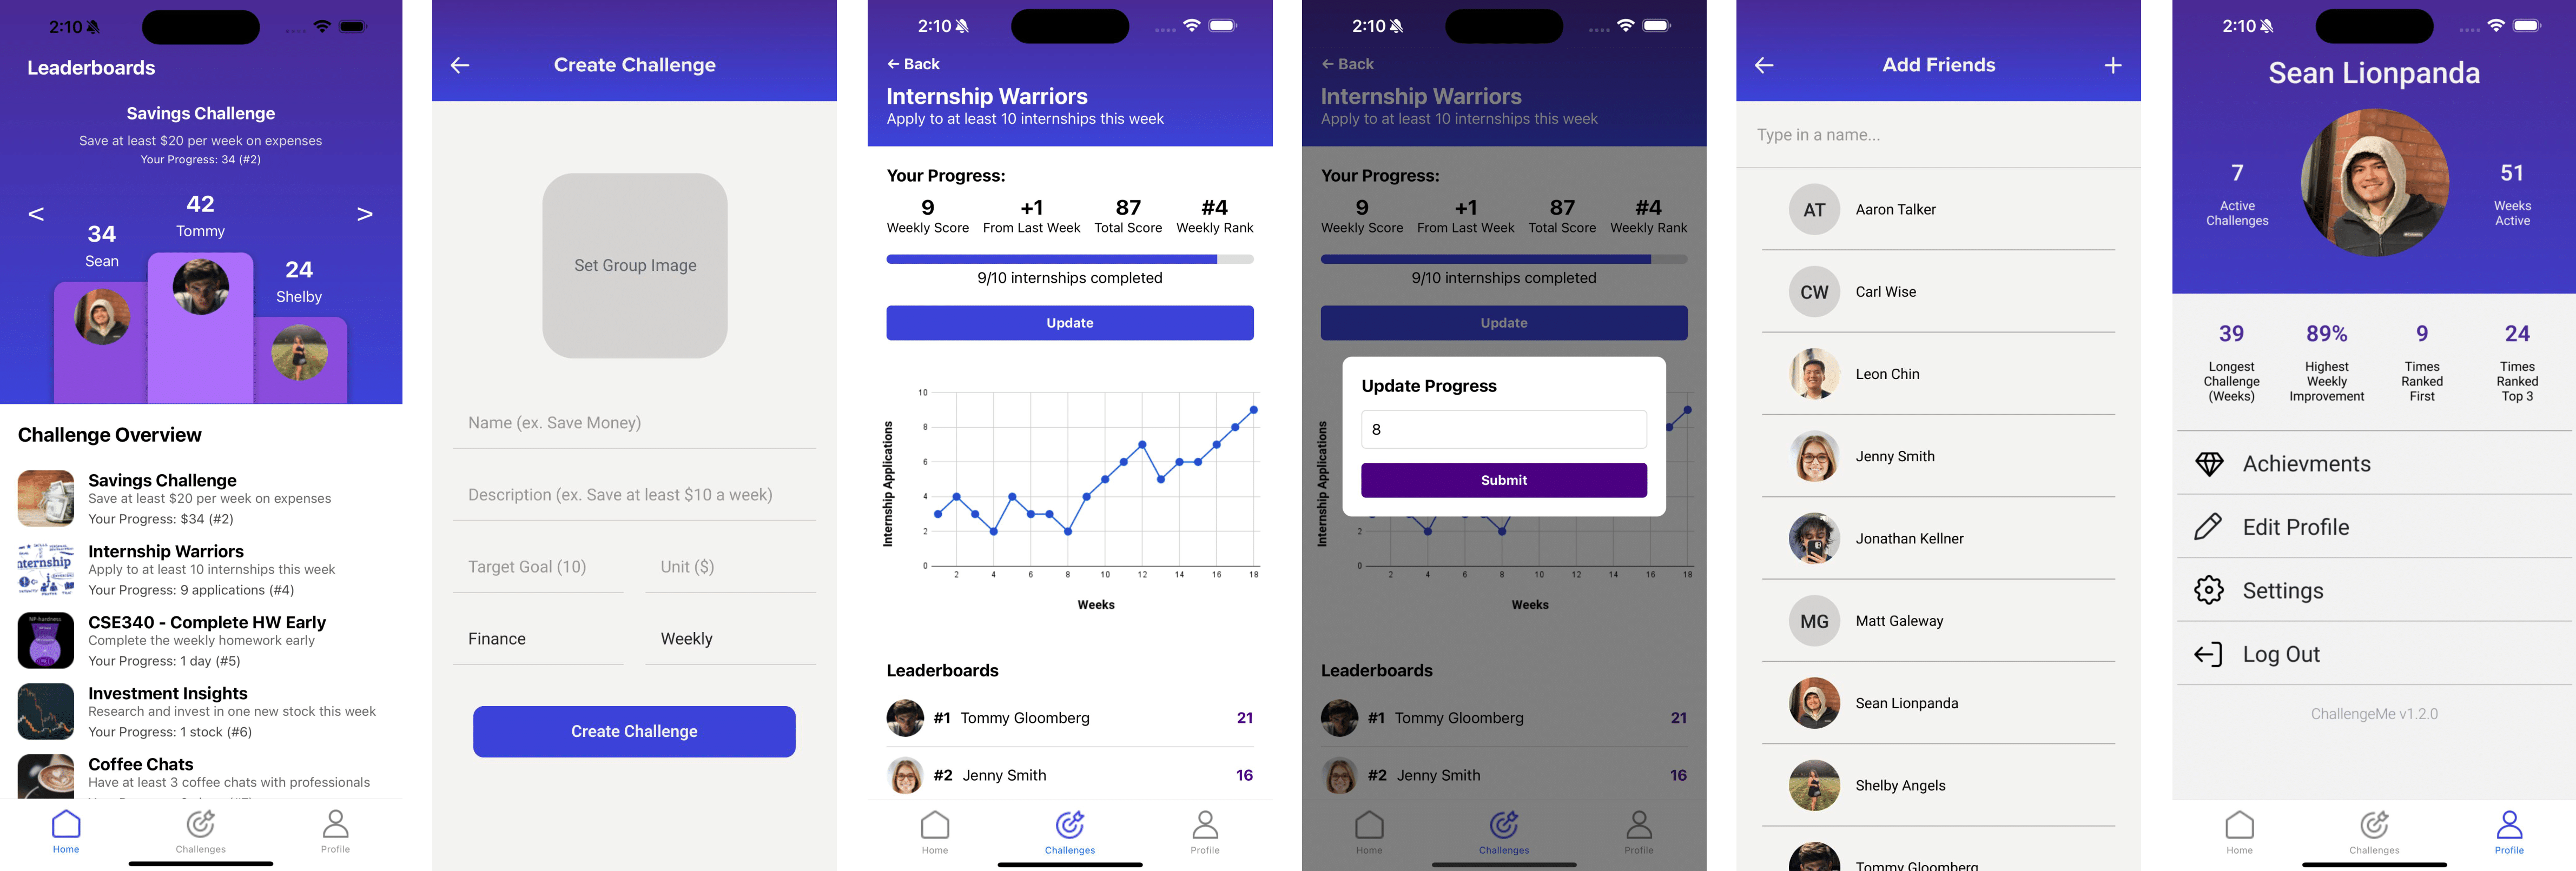 2:10
Leaderboards
Savings Challenge
Save at least $20 per week on expenses
Your Progress: 34 (#2)
<
>
42
Tommy
34
Sean
24
Shelby
Challenge Overview
Savings Challenge
Save at least $20 per week on expenses
Your Progress: $34 (#2)
Internship Warriors
Apply to at least 10 internships this week
Your Progress: 9 applications (#4)
nternship
CSE340 - Complete HW Early
Complete the weekly homework early
Your Progress: 1 day (#5)
NP-hardness
Investment Insights
Research and invest in one new stock this week
Your Progress: 1 stock (#6)
Coffee Chats
Have at least 3 coffee chats with professionals
Home
Challenges
Profile
Create Challenge
Set Group Image
Name (ex. Save Money)
Description (ex. Save at least $10 a week)
Target Goal (10)
Unit ($)
Finance
Weekly
Create Challenge
2:10
Back
Internship Warriors
Apply to at least 10 internships this week
Your Progress:
9
Weekly Score
+1
From Last Week
87
Total Score
#4
Weekly Rank
9/10 internships completed
Update
Internship Applications
10
8
6
4
2
0
2 4 6 8 10 12 14 16 18
Weeks
Leaderboards
#1 Tommy Gloomberg 21
#2 Jenny Smith 16
Home
Challenges
Profile
2:10
Back
Internship Warriors
Apply to at least 10 internships this week
Your Progress:
9
Weekly Score
+1
From Last Week
87
Total Score
#4
Weekly Rank
9/10 internships completed
Update
Update Progress
8
Submit
Internship Applications
2
0
2 4 6 8 10 12 14 16 18
Weeks
Leaderboards
#1 Tommy Gloomberg 21
#2 Jenny Smith 16
Home
Challenges
Profile
Add Friends
Type in a name...
AT
Aaron Talker
CW
Carl Wise
Leon Chin
Jenny Smith
Jonathan Kellner
MG
Matt Galeway
Sean Lionpanda
Shelby Angels
Tommy Gloomberg
2:10
Sean Lionpanda
7
Active
Challenges
51
Weeks
Active
39
Longest
Challenge
(Weeks)
89%
Highest
Weekly
Improvement
9
Times
Ranked
First
24
Times
Ranked
Top 3
Achievments
Edit Profile
Settings
Log Out
ChallengeMe v1.2.0
Home
Challenges
Profile